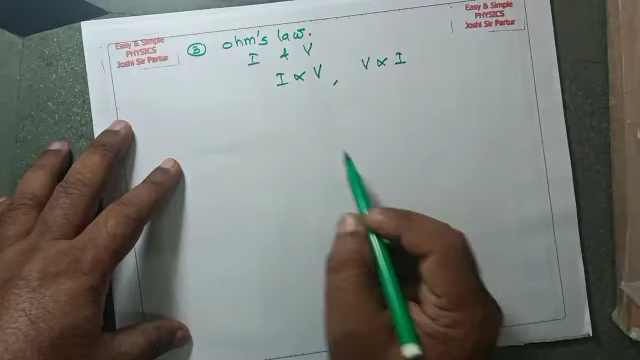 Easy & Simple
PHYSICS
Joshi Sir Partur
Easy & Simple
PHYSICS
Joshi Sir Partur
③ ohm's law.
I & V
I ∝ V, V ∝ I